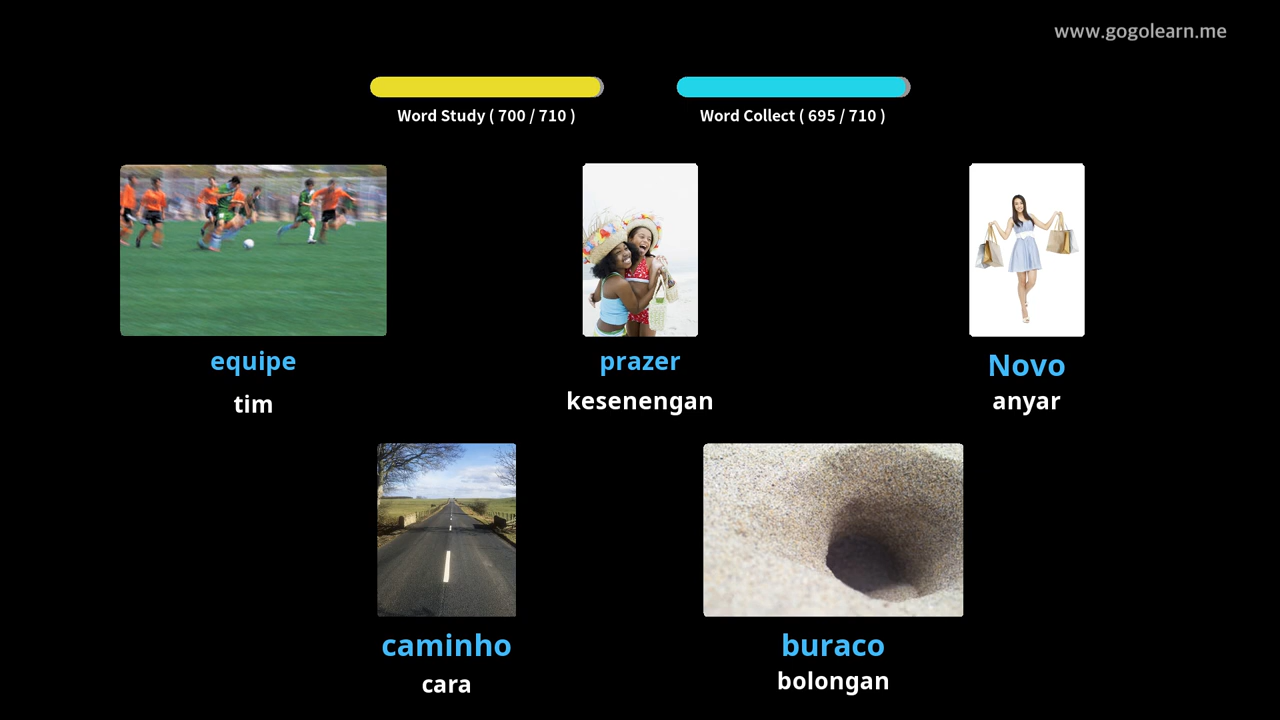 www.gogolearn.me
Word Study ( 700 / 710 )
Word Collect ( 695 / 710 )
equipe
tim
prazer
kesenengan
Novo
anyar
caminho
cara
buraco
bolongan